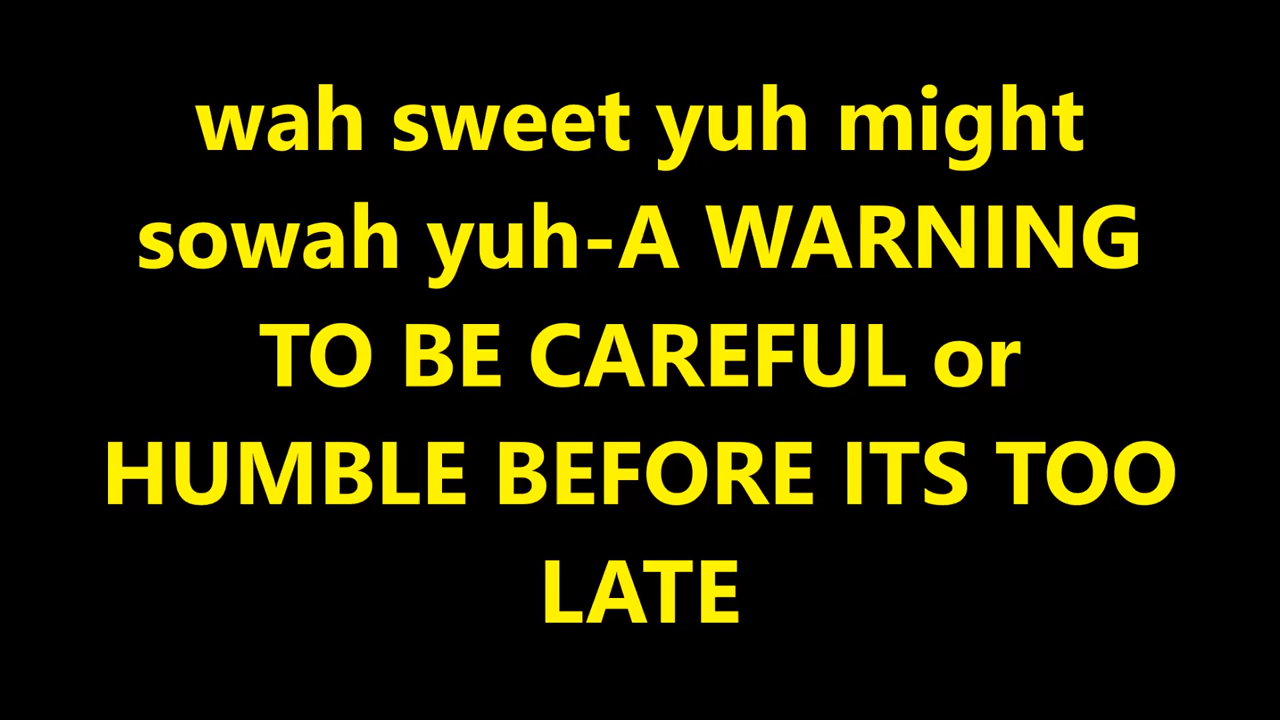 wah sweet yuh might
sowah yuh-A WARNING
TO BE CAREFUL or
HUMBLE BEFORE ITS TOO
LATE